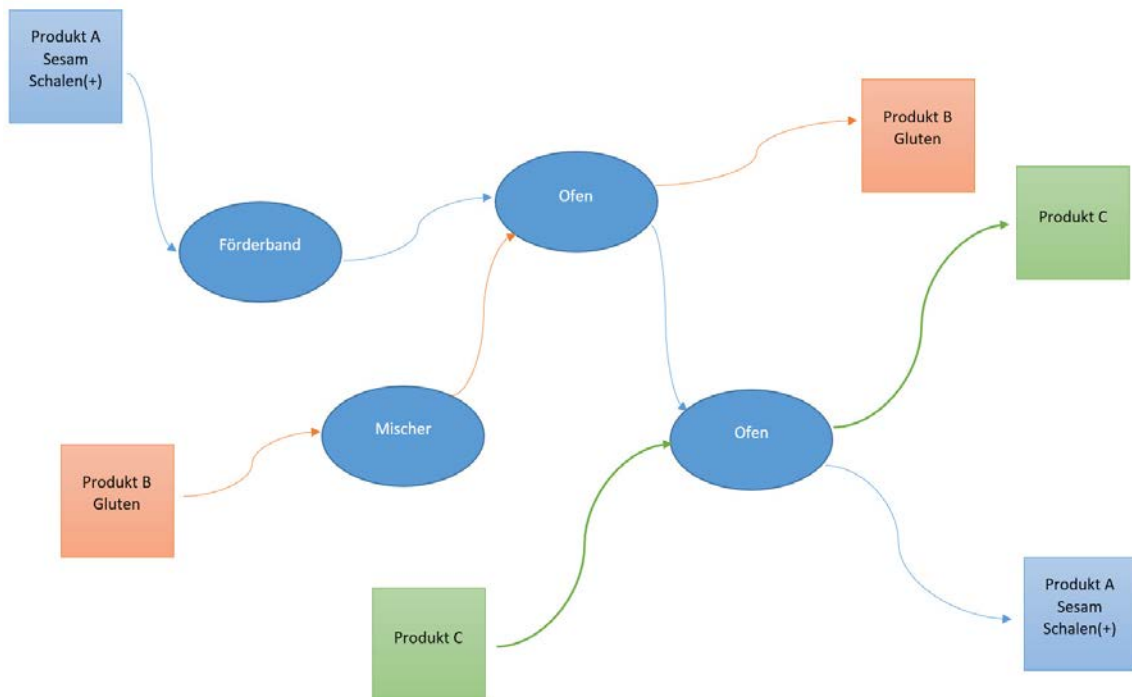 Produkt A
Sesam
Schalen(+)
Produkt B
Gluten
Ofen
Produkt C
Förderband
Mischer
Ofen
Produkt B
Gluten
Produkt A
Sesam
Schalen(+)
Produkt C